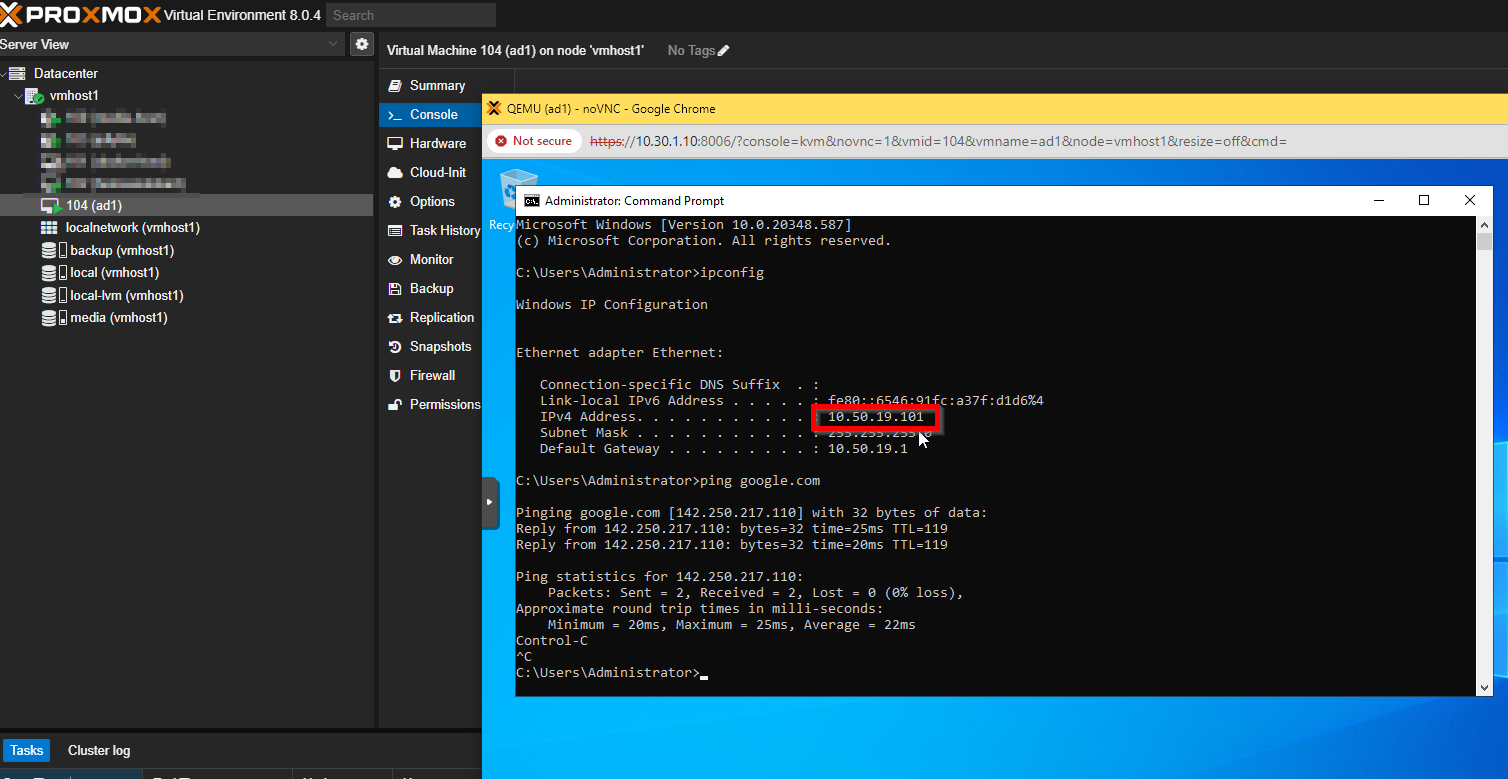 PROXMOX Virtual Environment 8.0.4 Search
Server View
Virtual Machine 104 (ad1) on node 'vmhost1' No Tags
Datacenter
vmhost1
104 (ad1)
localnetwork (vmhost1)
backup (vmhost1)
local (vmhost1)
local-lvm (vmhost1)
media (vmhost1)
Summary
Console
Hardware
Cloud-Init
Options
Task History
Monitor
Backup
Replication
Snapshots
Firewall
Permissions
QEMU (ad1) - noVNC - Google Chrome
Not secure https://10.30.1.10:8006/?console=kvm&novnc=1&vmid=104&vmname=ad1&node=vmhost1&resize=off&cmd=
Recy
Administrator: Command Prompt
Microsoft Windows [Version 10.0.20348.587]
(c) Microsoft Corporation. All rights reserved.
C:\Users\Administrator>ipconfig
Windows IP Configuration
Ethernet adapter Ethernet:
Connection-specific DNS Suffix . :
Link-local IPv6 Address . . . . . : fe80::6546:91fc:a37f:d1d6%4
IPv4 Address. . . . . . . . . . . : 10.50.19.101
Subnet Mask . . . . . . . . . . . : 255.255.255.0
Default Gateway . . . . . . . . . : 10.50.19.1
C:\Users\Administrator>ping google.com
Pinging google.com [142.250.217.110] with 32 bytes of data:
Reply from 142.250.217.110: bytes=32 time=25ms TTL=119
Reply from 142.250.217.110: bytes=32 time=20ms TTL=119
Ping statistics for 142.250.217.110:
Packets: Sent = 2, Received = 2, Lost = 0 (0% loss),
Approximate round trip times in milli-seconds:
Minimum = 20ms, Maximum = 25ms, Average = 22ms
Control-C
^C
C:\Users\Administrator>
Tasks
Cluster log